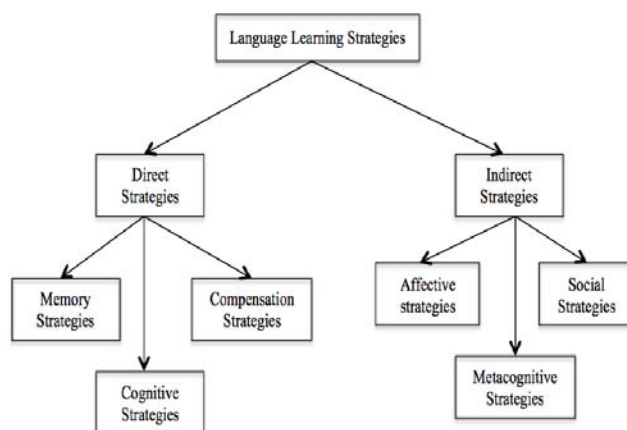 Language Learning Strategies
Direct
Strategies
Indirect
Strategies
Memory
Strategies
Compensation
Strategies
Affective
strategies
Social
Strategies
Cognitive
Strategies
Metacognitive
Strategies